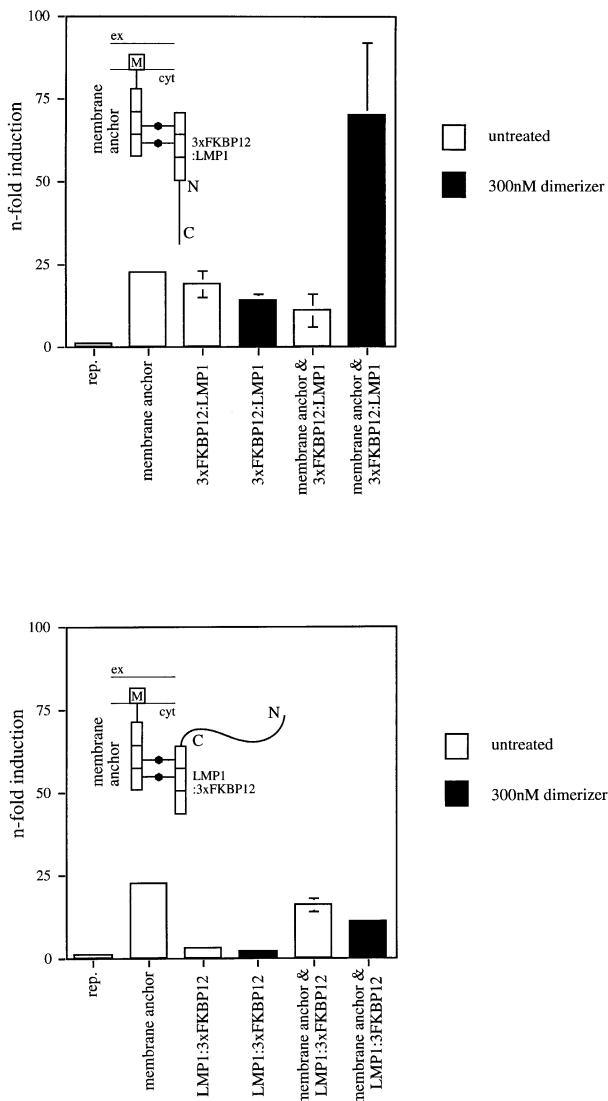 100
75
50
25
0
n-fold induction
ex
M
cyt
membrane
anchor
3xFKBP12
:LMP1
N
C
untreated
300nM dimerizer
rep.
membrane anchor
3xFKBP12:LMP1
3xFKBP12:LMP1
membrane anchor &
3xFKBP12:LMP1
membrane anchor &
3xFKBP12:LMP1
100
75
50
25
0
n-fold induction
ex
M
cyt
membrane
anchor
N
C
LMP1
:3xFKBP12
untreated
300nM dimerizer
rep.
membrane anchor
LMP1:3xFKBP12
LMP1:3xFKBP12
membrane anchor &
LMP1:3xFKBP12
membrane anchor &
LMP1:3FKBP12